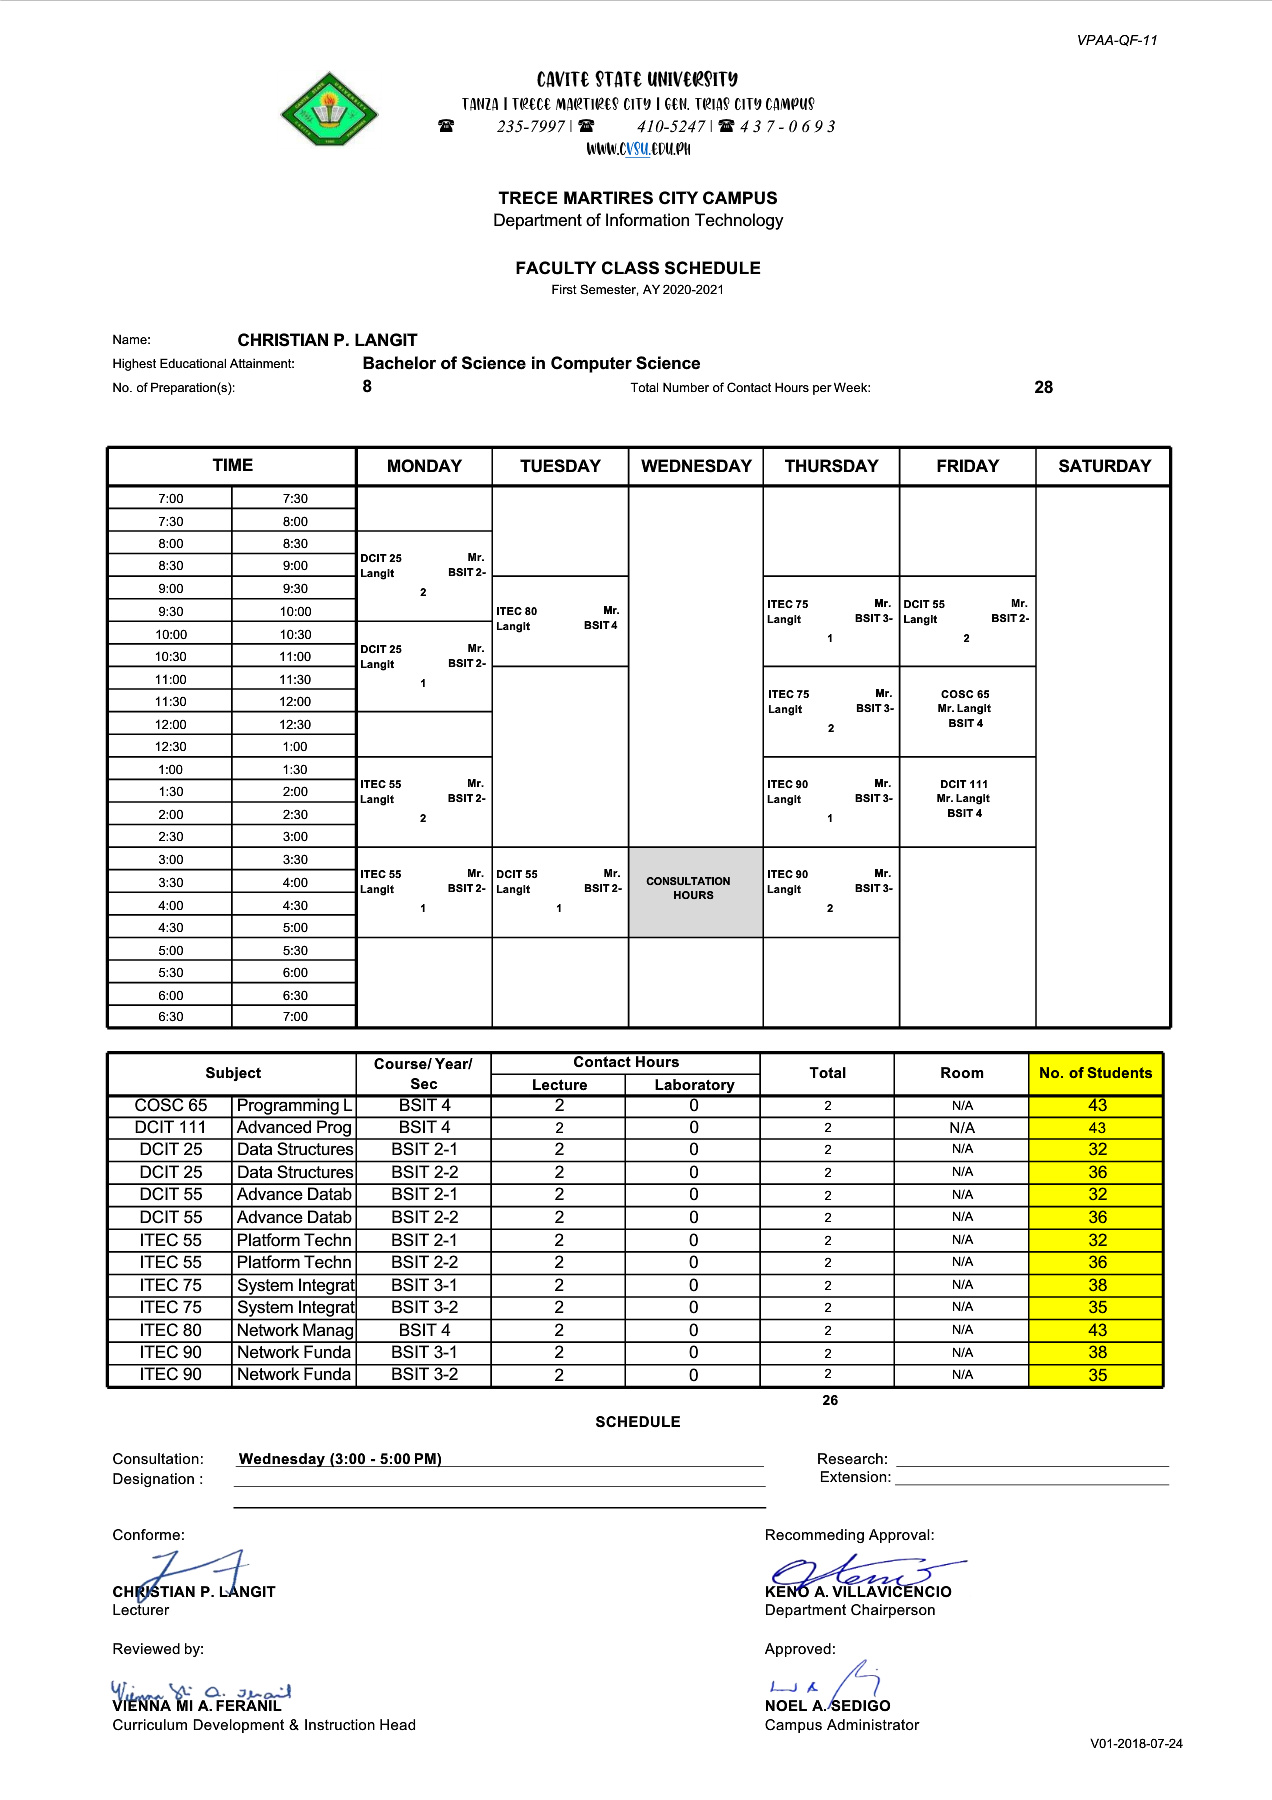 VPAA-QF-11
CAVITE STATE UNIVERSITY
TANZA | TRECE MARTIRES CITY | GEN. TRIAS CITY CAMPUS
☎ 235-7997 | ☎ 410-5247 | ☎ 4 3 7 - 0 6 9 3
WWW.CVSU.EDU.PH
TRECE MARTIRES CITY CAMPUS
Department of Information Technology
FACULTY CLASS SCHEDULE
First Semester, AY 2020-2021
Name: CHRISTIAN P. LANGIT
Highest Educational Attainment: Bachelor of Science in Computer Science
No. of Preparation(s): 8 Total Number of Contact Hours per Week: 28
TIME MONDAY TUESDAY WEDNESDAY THURSDAY FRIDAY SATURDAY
7:00 7:30
7:30 8:00
8:00 8:30
8:30 9:00
9:00 9:30
9:30 10:00
10:00 10:30
10:30 11:00
11:00 11:30
11:30 12:00
12:00 12:30
12:30 1:00
1:00 1:30
1:30 2:00
2:00 2:30
2:30 3:00
3:00 3:30
3:30 4:00
4:00 4:30
4:30 5:00
5:00 5:30
5:30 6:00
6:00 6:30
6:30 7:00
DCIT 25 Mr.
Langit BSIT 2-
2
DCIT 25 Mr.
Langit BSIT 2-
1
ITEC 55 Mr.
Langit BSIT 2-
2
ITEC 55 Mr.
Langit BSIT 2-
1
ITEC 80 Mr.
Langit BSIT 4
DCIT 55 Mr.
Langit BSIT 2-
1
CONSULTATION
HOURS
ITEC 75 Mr.
Langit BSIT 3-
1
ITEC 75 Mr.
Langit BSIT 3-
2
ITEC 90 Mr.
Langit BSIT 3-
1
ITEC 90 Mr.
Langit BSIT 3-
2
DCIT 55 Mr.
Langit BSIT 2-
2
COSC 65
Mr. Langit
BSIT 4
DCIT 111
Mr. Langit
BSIT 4
Subject Course/ Year/ Sec Contact Hours Total Room No. of Students
Lecture Laboratory
COSC 65 Programming L BSIT 4 2 0 2 N/A 43
DCIT 111 Advanced Prog BSIT 4 2 0 2 N/A 43
DCIT 25 Data Structures BSIT 2-1 2 0 2 N/A 32
DCIT 25 Data Structures BSIT 2-2 2 0 2 N/A 36
DCIT 55 Advance Datab BSIT 2-1 2 0 2 N/A 32
DCIT 55 Advance Datab BSIT 2-2 2 0 2 N/A 36
ITEC 55 Platform Techn BSIT 2-1 2 0 2 N/A 32
ITEC 55 Platform Techn BSIT 2-2 2 0 2 N/A 36
ITEC 75 System Integrat BSIT 3-1 2 0 2 N/A 38
ITEC 75 System Integrat BSIT 3-2 2 0 2 N/A 35
ITEC 80 Network Manag BSIT 4 2 0 2 N/A 43
ITEC 90 Network Funda BSIT 3-1 2 0 2 N/A 38
ITEC 90 Network Funda BSIT 3-2 2 0 2 N/A 35
26
SCHEDULE
Consultation: Wednesday (3:00 - 5:00 PM) Research:
Designation : Extension:
Conforme: Recommeding Approval:
CHRISTIAN P. LANGIT KENO A. VILLAVICENCIO
Lecturer Department Chairperson
Reviewed by: Approved:
VIENNA MI A. FERANIL NOEL A. SEDIGO
Curriculum Development & Instruction Head Campus Administrator
V01-2018-07-24